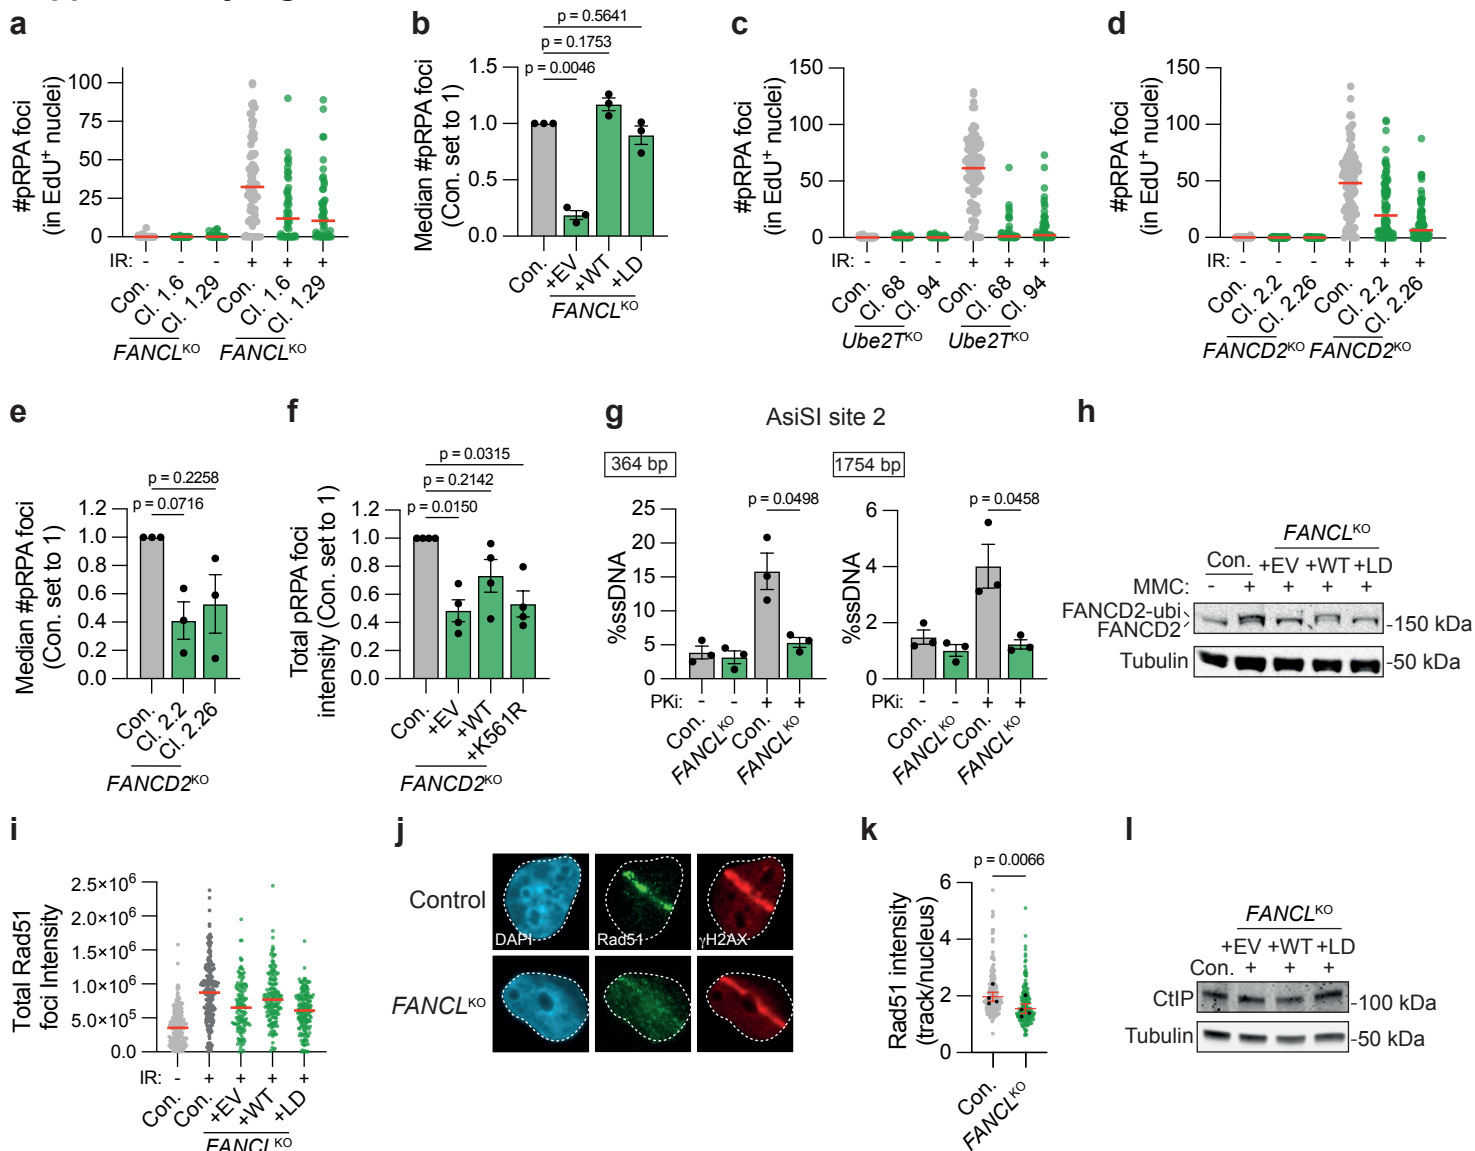 a
#pRPA foci
(in EdU⁺ nuclei)
100
75
50
25
0
IR: - - - + + +
Con.
Cl. 1.6
Cl. 1.29
Con.
Cl. 1.6
Cl. 1.29
FANCLᴷᴼ FANCLᴷᴼ
b
p = 0.5641
p = 0.1753
p = 0.0046
Median #pRPA foci
(Con. set to 1)
1.5
1.0
0.5
0.0
Con.
+EV
+WT
+LD
FANCLᴷᴼ
c
#pRPA foci
(in EdU⁺ nuclei)
150
100
50
0
IR: - - - + + +
Con.
Cl. 68
Cl. 94
Con.
Cl. 68
Cl. 94
Ube2Tᴷᴼ Ube2Tᴷᴼ
d
#pRPA foci
(in EdU⁺ nuclei)
150
100
50
0
IR: - - - + + +
Con.
Cl. 2.2
Cl. 2.26
Con.
Cl. 2.2
Cl. 2.26
FANCD2ᴷᴼ FANCD2ᴷᴼ
e
p = 0.2258
p = 0.0716
Median #pRPA foci
(Con. set to 1)
1.2
1.0
0.8
0.6
0.4
0.2
0.0
Con.
Cl. 2.2
Cl. 2.26
FANCD2ᴷᴼ
f
p = 0.0315
p = 0.2142
p = 0.0150
Total pRPA foci
intensity (Con. set to 1)
1.2
1.0
0.8
0.6
0.4
0.2
0.0
Con.
+EV
+WT
+K561R
FANCD2ᴷᴼ
g
AsiSI site 2
364 bp
p = 0.0498
%ssDNA
25
20
15
10
5
0
PKi: - - + +
Con.
FANCLᴷᴼ
Con.
FANCLᴷᴼ
1754 bp
p = 0.0458
%ssDNA
6
4
2
0
PKi: - - + +
Con.
FANCLᴷᴼ
Con.
FANCLᴷᴼ
h
FANCLᴷᴼ
Con. +EV +WT +LD
MMC: - + + + +
FANCD2-ubi
FANCD2
-150 kDa
Tubulin
-50 kDa
i
Total Rad51
foci Intensity
2.5×10⁶
2.0×10⁶
1.5×10⁶
1.0×10⁶
5.0×10⁵
0.0
IR: - + + + +
Con.
Con.
+EV
+WT
+LD
FANCLᴷᴼ
j
Control
DAPI Rad51 γH2AX
FANCLᴷᴼ
k
p = 0.0066
Rad51 intensity
(track/nucleus)
6
4
2
0
Con.
FANCLᴷᴼ
l
FANCLᴷᴼ
+EV +WT +LD
Con. + + +
CtIP
-100 kDa
Tubulin
-50 kDa